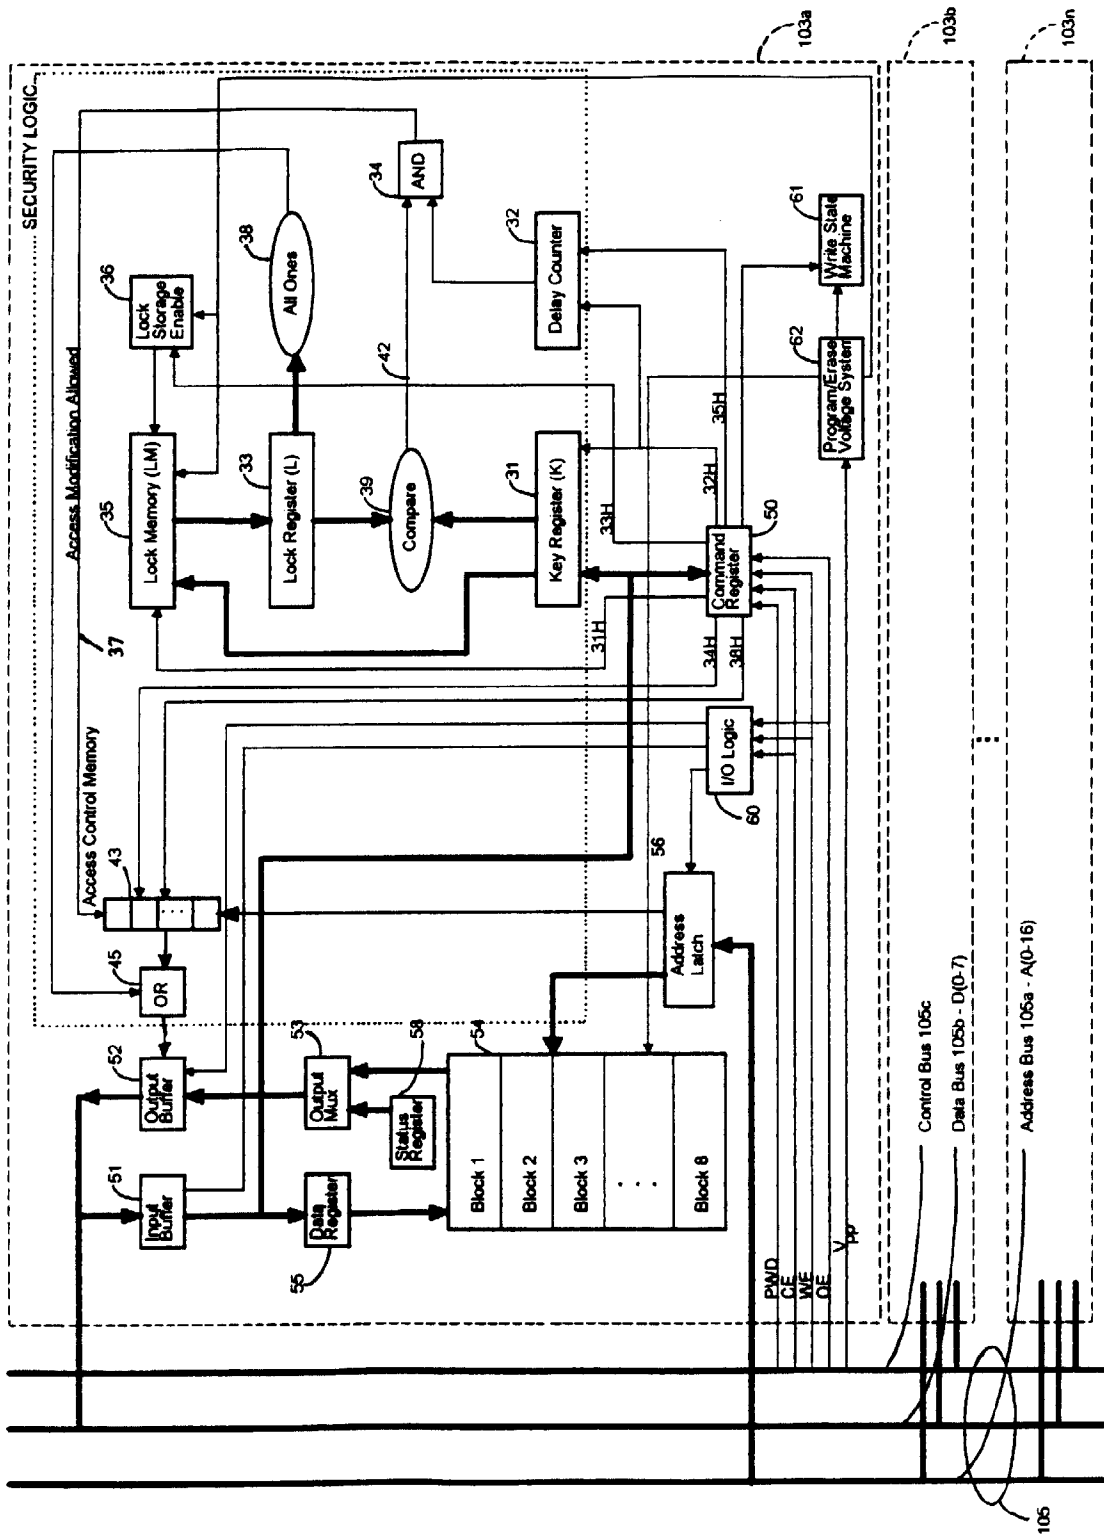 103a
103b
103n
SECURITY LOGIC
Access Modification Allowed
37
36
Lock
Storage
Enable
38
All Ones
34
AND
32
Delay Counter
61
Write State
Machine
35
Lock Memory (LM)
33
Lock Register (L)
39
Compare
42
31
Key Register (K)
33H
32H
35H
62
Program/Erase
Voltage System
50
Command
Register
31H
34H
38H
Access Control Memory
43
...
45
OR
I/O Logic
60
56
Address
Latch
52
Output
Buffer
53
Output
Mux
58
Status
Register
54
Block 1
Block 2
Block 3
. . .
Block 8
51
Input
Buffer
Data
Register
55
PWD
CE
WE
OE
Vpp
Control Bus 105c
Data Bus 105b - D(0-7)
Address Bus 105a - A(0-16)
105